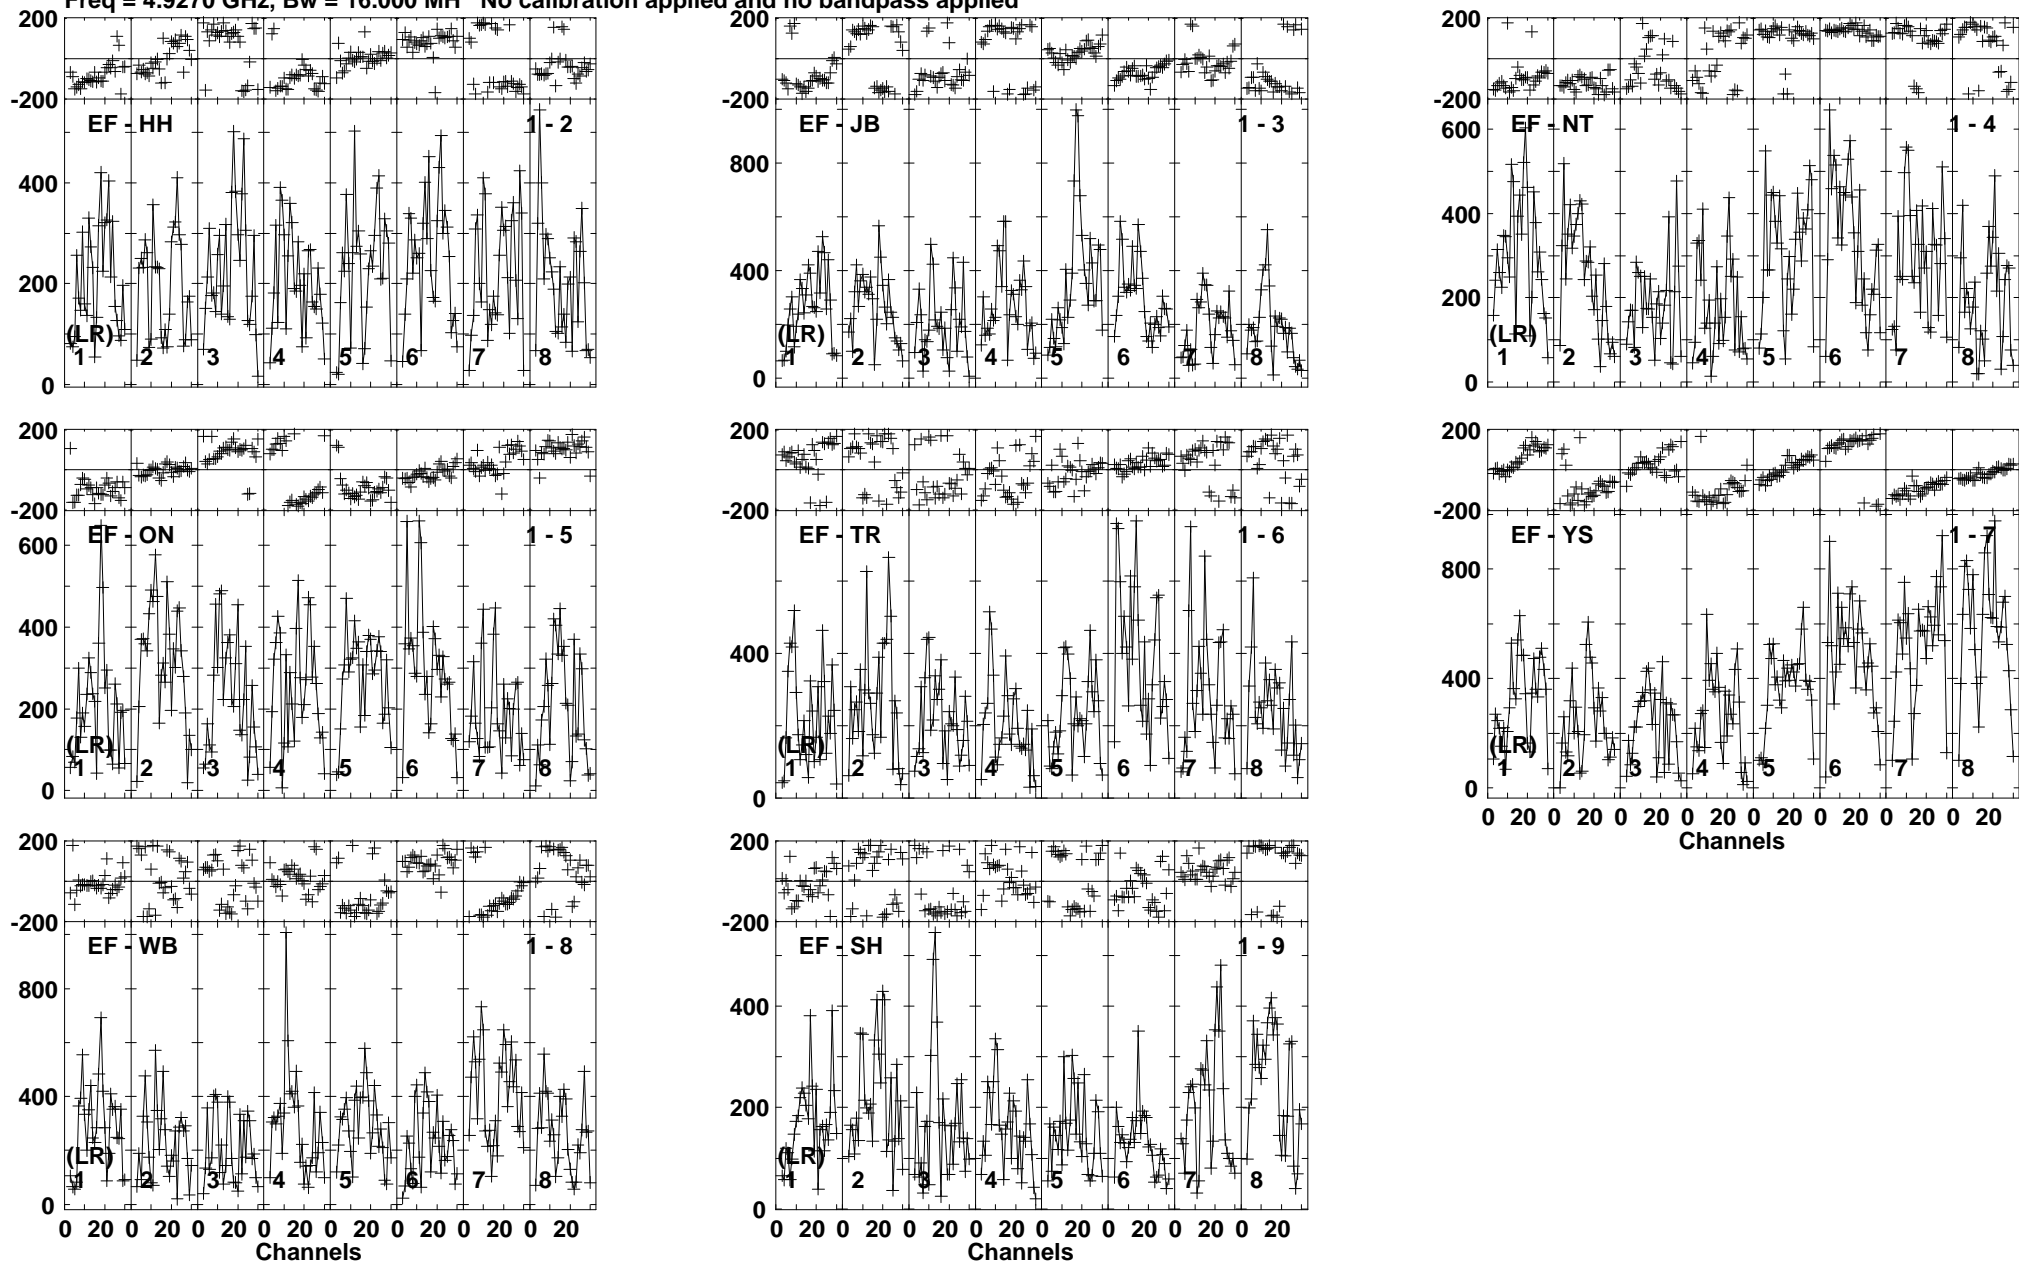 Freq = 4.9270 GHz, Bw = 16.000 MH No calibration applied and no bandpass applied
200
-200
EF - HH
1 - 2
400
200
0
(LR)
1 2 3 4 5 6 7 8
EF - JB
1 - 3
200
-200
800
400
0
(LR)
1 2 3 4 5 6 7 8
200
-200
EF - NT
1 - 4
600
400
200
0
(LR)
1 2 3 4 5 6 7 8
200
-200
EF - ON
1 - 5
600
400
200
0
(LR)
1 2 3 4 5 6 7 8
200
-200
EF - TR
1 - 6
400
0
(LR)
1 2 3 4 5 6 7 8
200
-200
EF - YS
1 - 7
800
400
0
(LR)
1 2 3 4 5 6 7 8
0 20 0 20 0 20 0 20 0 20 0 20 0 20 0 20
Channels
200
-200
EF - WB
1 - 8
800
400
0
(LR)
1 2 3 4 5 6 7 8
0 20 0 20 0 20 0 20 0 20 0 20 0 20 0 20
Channels
200
-200
EF - SH
1 - 9
400
200
0
(LR)
1 2 3 4 5 6 7 8
0 20 0 20 0 20 0 20 0 20 0 20 0 20 0 20
Channels